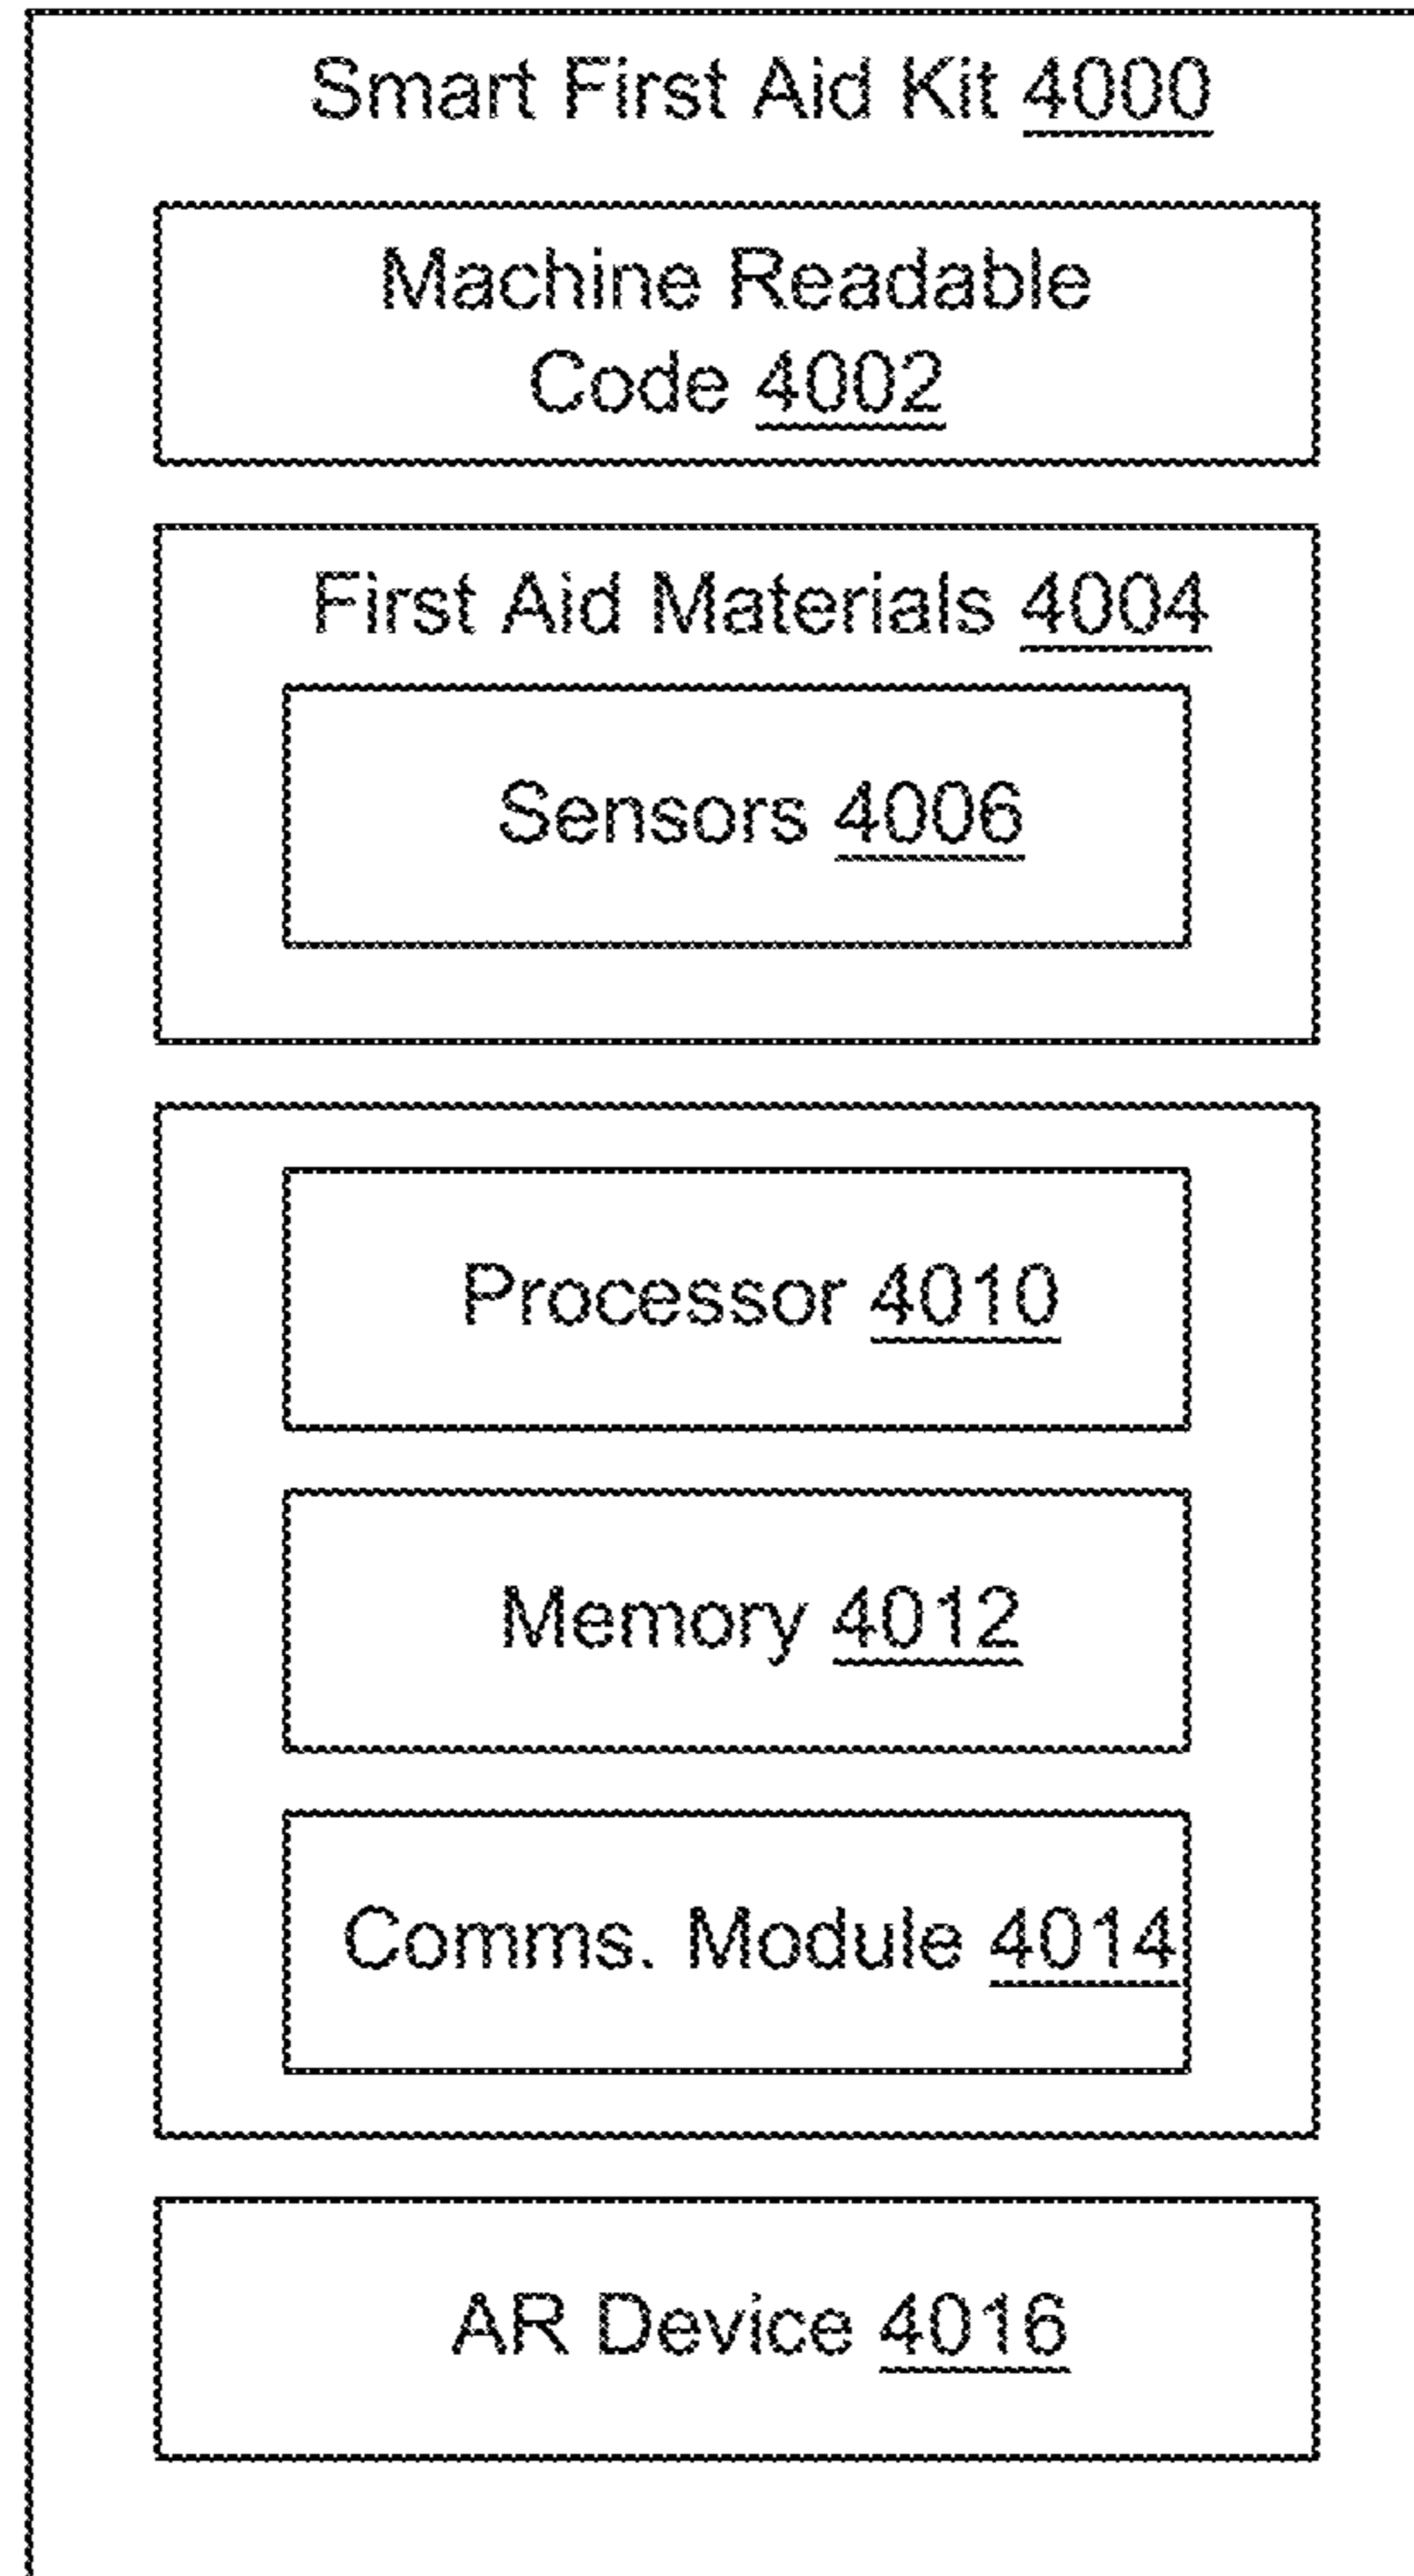 Smart First Aid Kit 4000
Machine Readable
Code 4002
First Aid Materials 4004
Sensors 4006
Processor 4010
Memory 4012
Comms. Module 4014
AR Device 4016